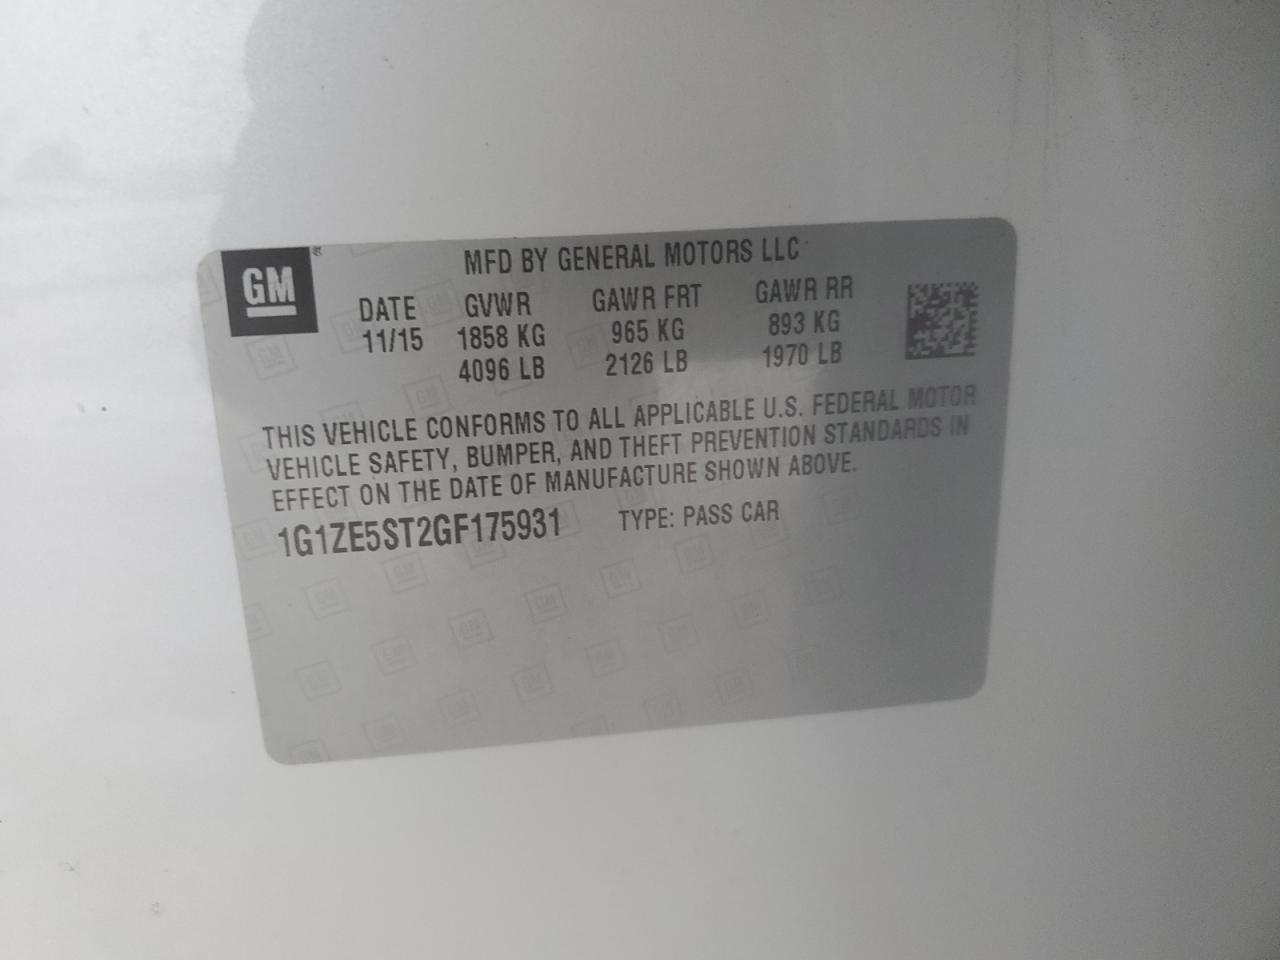 GM
MFD BY GENERAL MOTORS LLC
DATE GVWR GAWR FRT GAWR RR
11/15 1858 KG 965 KG 893 KG
4096 LB 2126 LB 1970 LB
THIS VEHICLE CONFORMS TO ALL APPLICABLE U.S. FEDERAL MOTOR
VEHICLE SAFETY, BUMPER, AND THEFT PREVENTION STANDARDS IN
EFFECT ON THE DATE OF MANUFACTURE SHOWN ABOVE.
1G1ZE5ST2GF175931 TYPE: PASS CAR